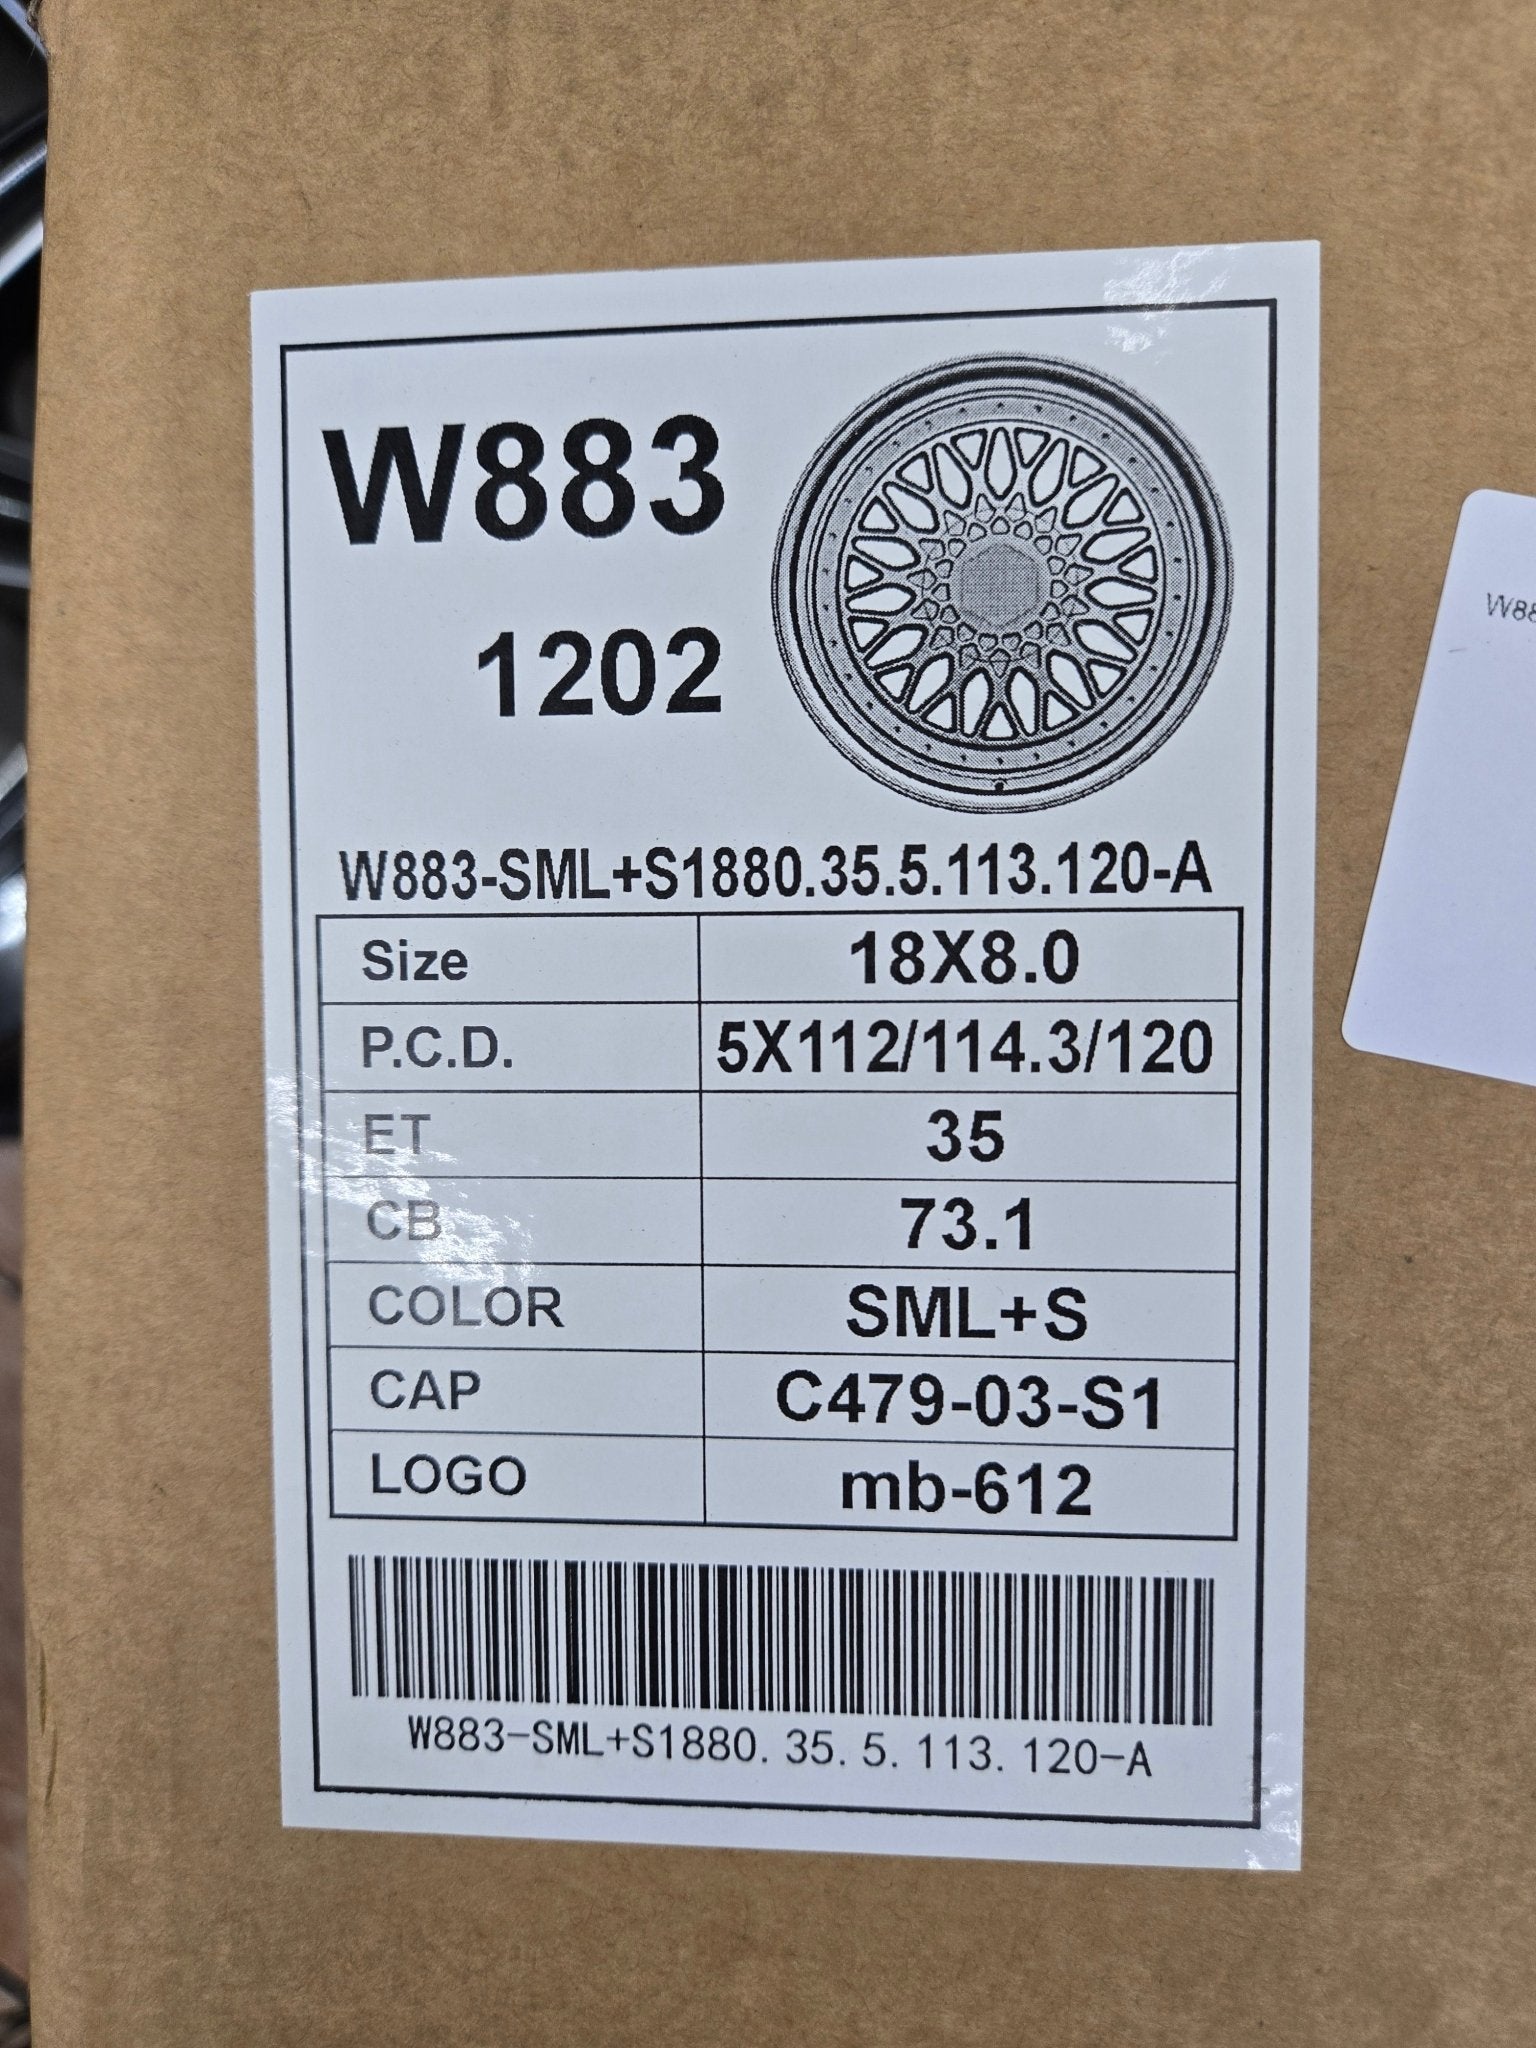 W883
1202
W883-SML+S1880.35.5.113.120-A
Size 18X8.0
P.C.D. 5X112/114.3/120
ET 35
CB 73.1
COLOR SML+S
CAP C479-03-S1
LOGO mb-612
W883-SML+S1880.35.5.113.120-A